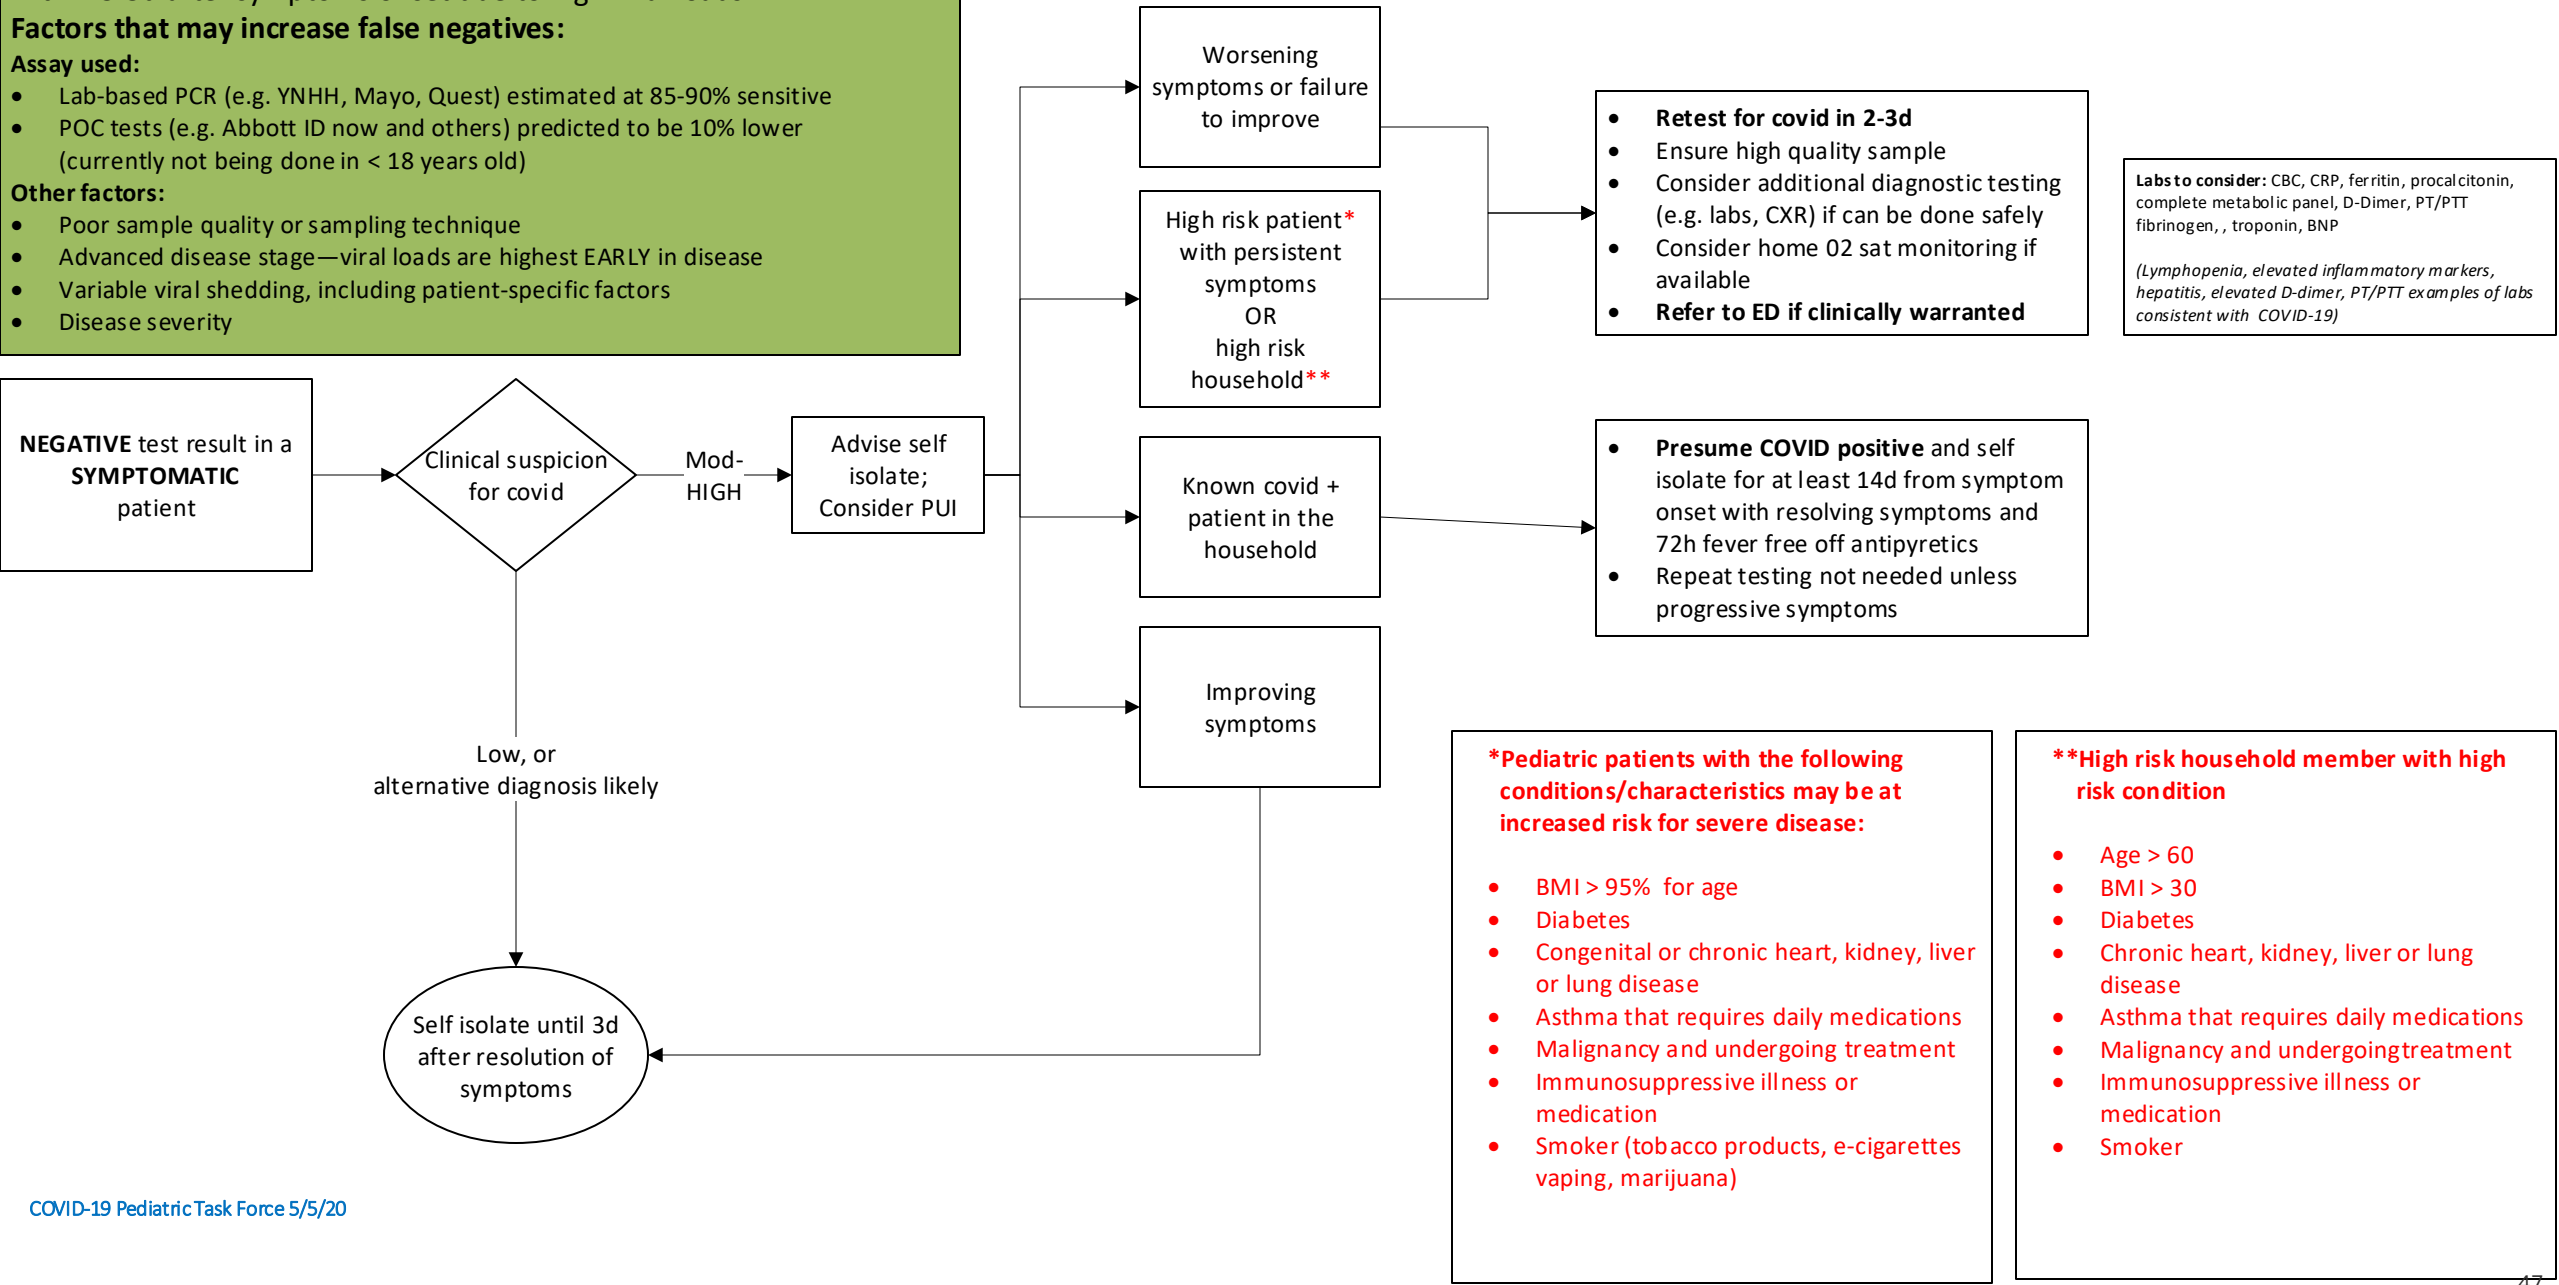 Factors that may increase false negatives:
Assay used:
• Lab-based PCR (e.g. YNHH, Mayo, Quest) estimated at 85-90% sensitive
• POC tests (e.g. Abbott ID now and others) predicted to be 10% lower
(currently not being done in < 18 years old)
Other factors:
• Poor sample quality or sampling technique
• Advanced disease stage—viral loads are highest EARLY in disease
• Variable viral shedding, including patient-specific factors
• Disease severity
NEGATIVE test result in a
SYMPTOMATIC
patient
Clinical suspicion
for covid
Mod-
HIGH
Advise self
isolate;
Consider PUI
Worsening
symptoms or failure
to improve
High risk patient*
with persistent
symptoms
OR
high risk
household**
Known covid +
patient in the
household
Improving
symptoms
• Retest for covid in 2-3d
• Ensure high quality sample
• Consider additional diagnostic testing
(e.g. labs, CXR) if can be done safely
• Consider home 02 sat monitoring if
available
• Refer to ED if clinically warranted
Labs to consider: CBC, CRP, ferritin, procalcitonin,
complete metabolic panel, D-Dimer, PT/PTT
fibrinogen, , troponin, BNP
(Lymphopenia, elevated inflammatory markers,
hepatitis, elevated D-dimer, PT/PTT examples of labs
consistent with COVID-19)
• Presume COVID positive and self
isolate for at least 14d from symptom
onset with resolving symptoms and
72h fever free off antipyretics
• Repeat testing not needed unless
progressive symptoms
Low, or
alternative diagnosis likely
Self isolate until 3d
after resolution of
symptoms
*Pediatric patients with the following
conditions/characteristics may be at
increased risk for severe disease:
• BMI > 95% for age
• Diabetes
• Congenital or chronic heart, kidney, liver
or lung disease
• Asthma that requires daily medications
• Malignancy and undergoing treatment
• Immunosuppressive illness or
medication
• Smoker (tobacco products, e-cigarettes
vaping, marijuana)
**High risk household member with high
risk condition
• Age > 60
• BMI > 30
• Diabetes
• Chronic heart, kidney, liver or lung
disease
• Asthma that requires daily medications
• Malignancy and undergoing treatment
• Immunosuppressive illness or
medication
• Smoker
COVID-19 Pediatric Task Force 5/5/20